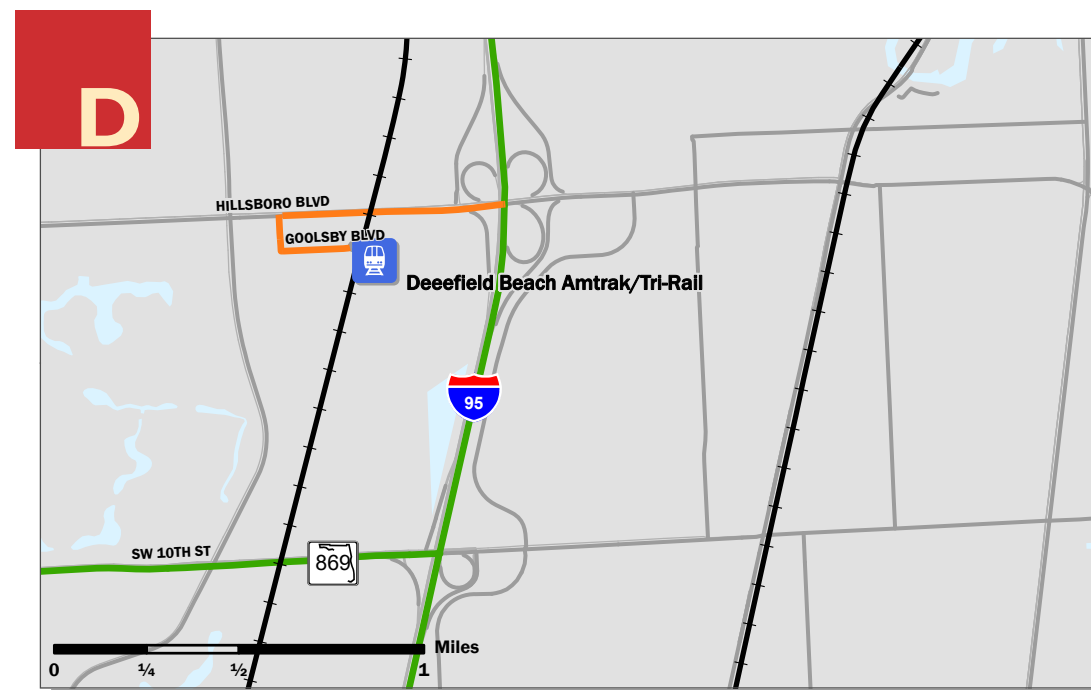 D
HILLSBORO BLVD
GOOLSBY BLVD
Deeefield Beach Amtrak/Tri-Rail
95
SW 10TH ST
869
Miles
0 ¼ ½ 1